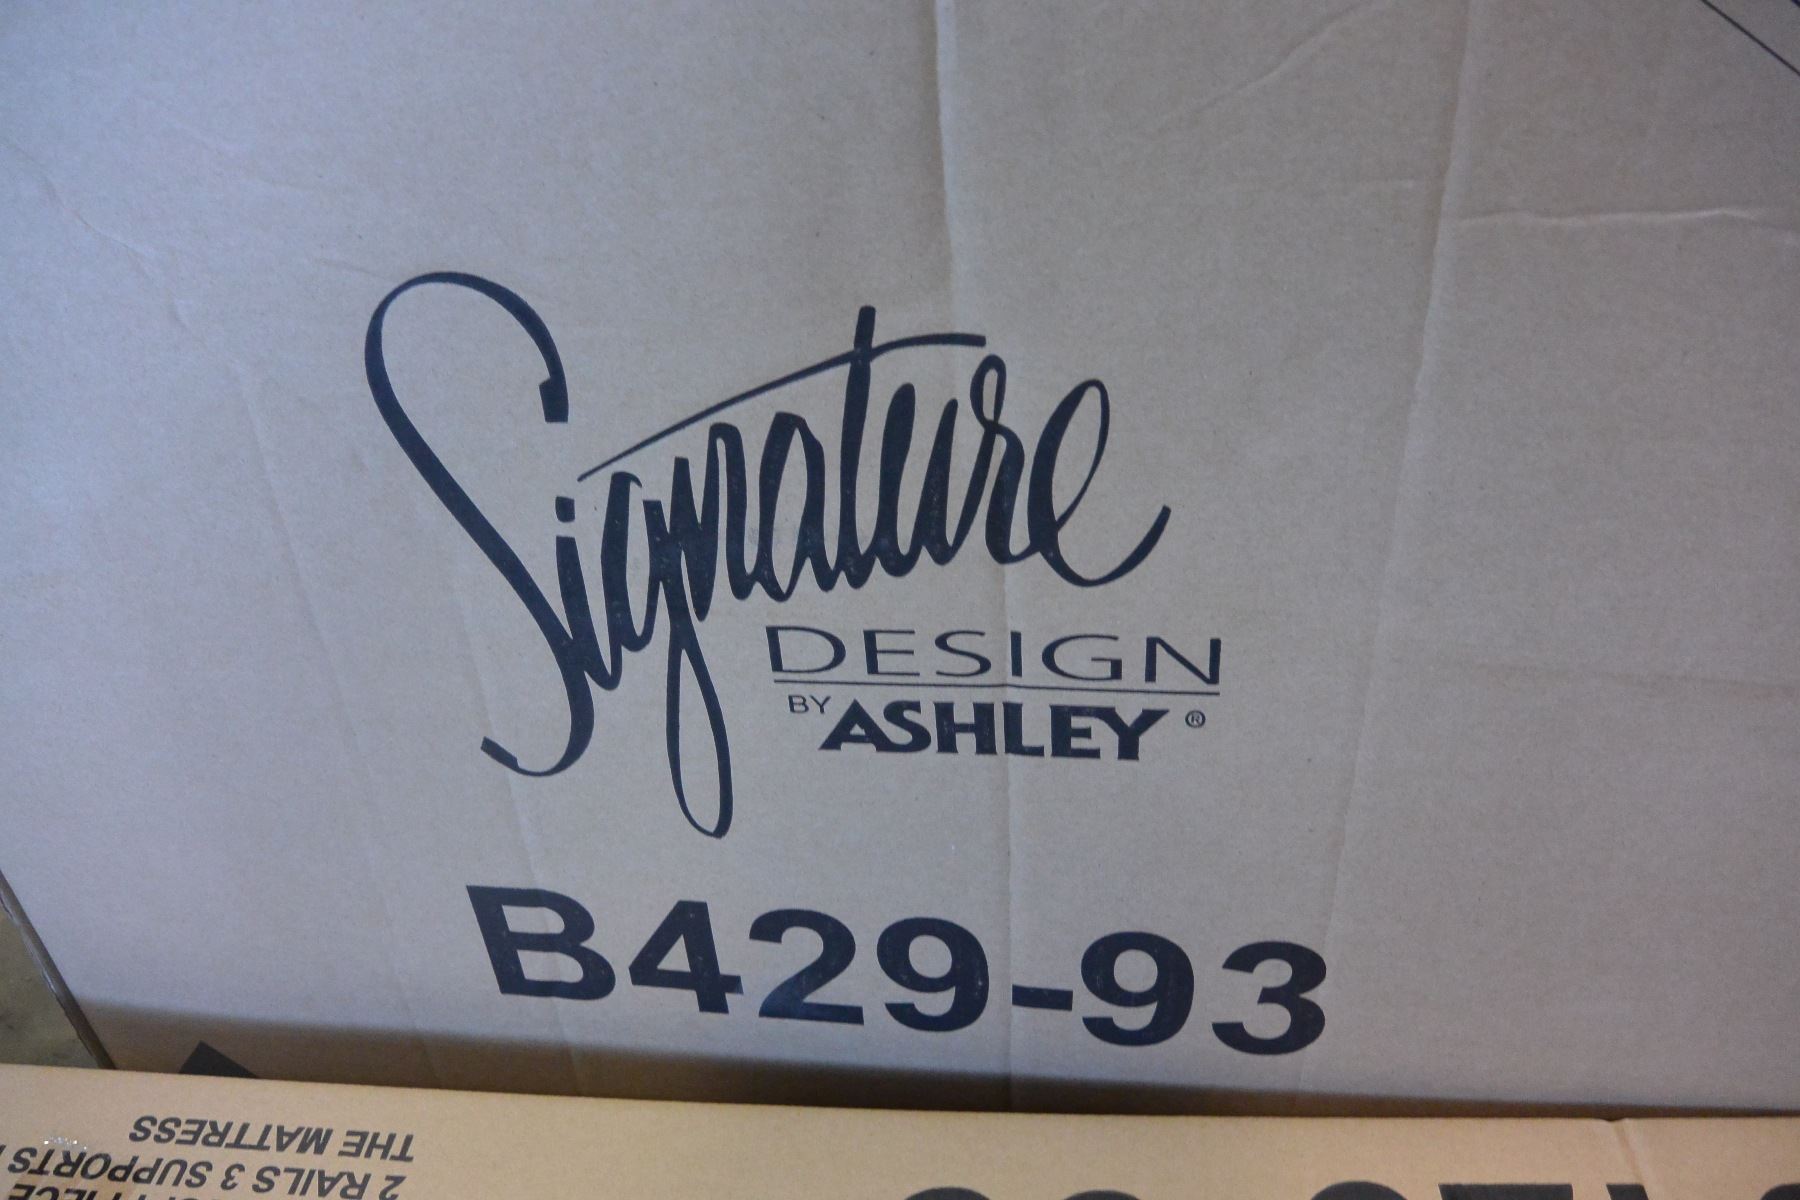 Signature
DESIGN
BY ASHLEY ®
B429-93
2 RAILS 3 SUPPORTS
THE MATTRESS